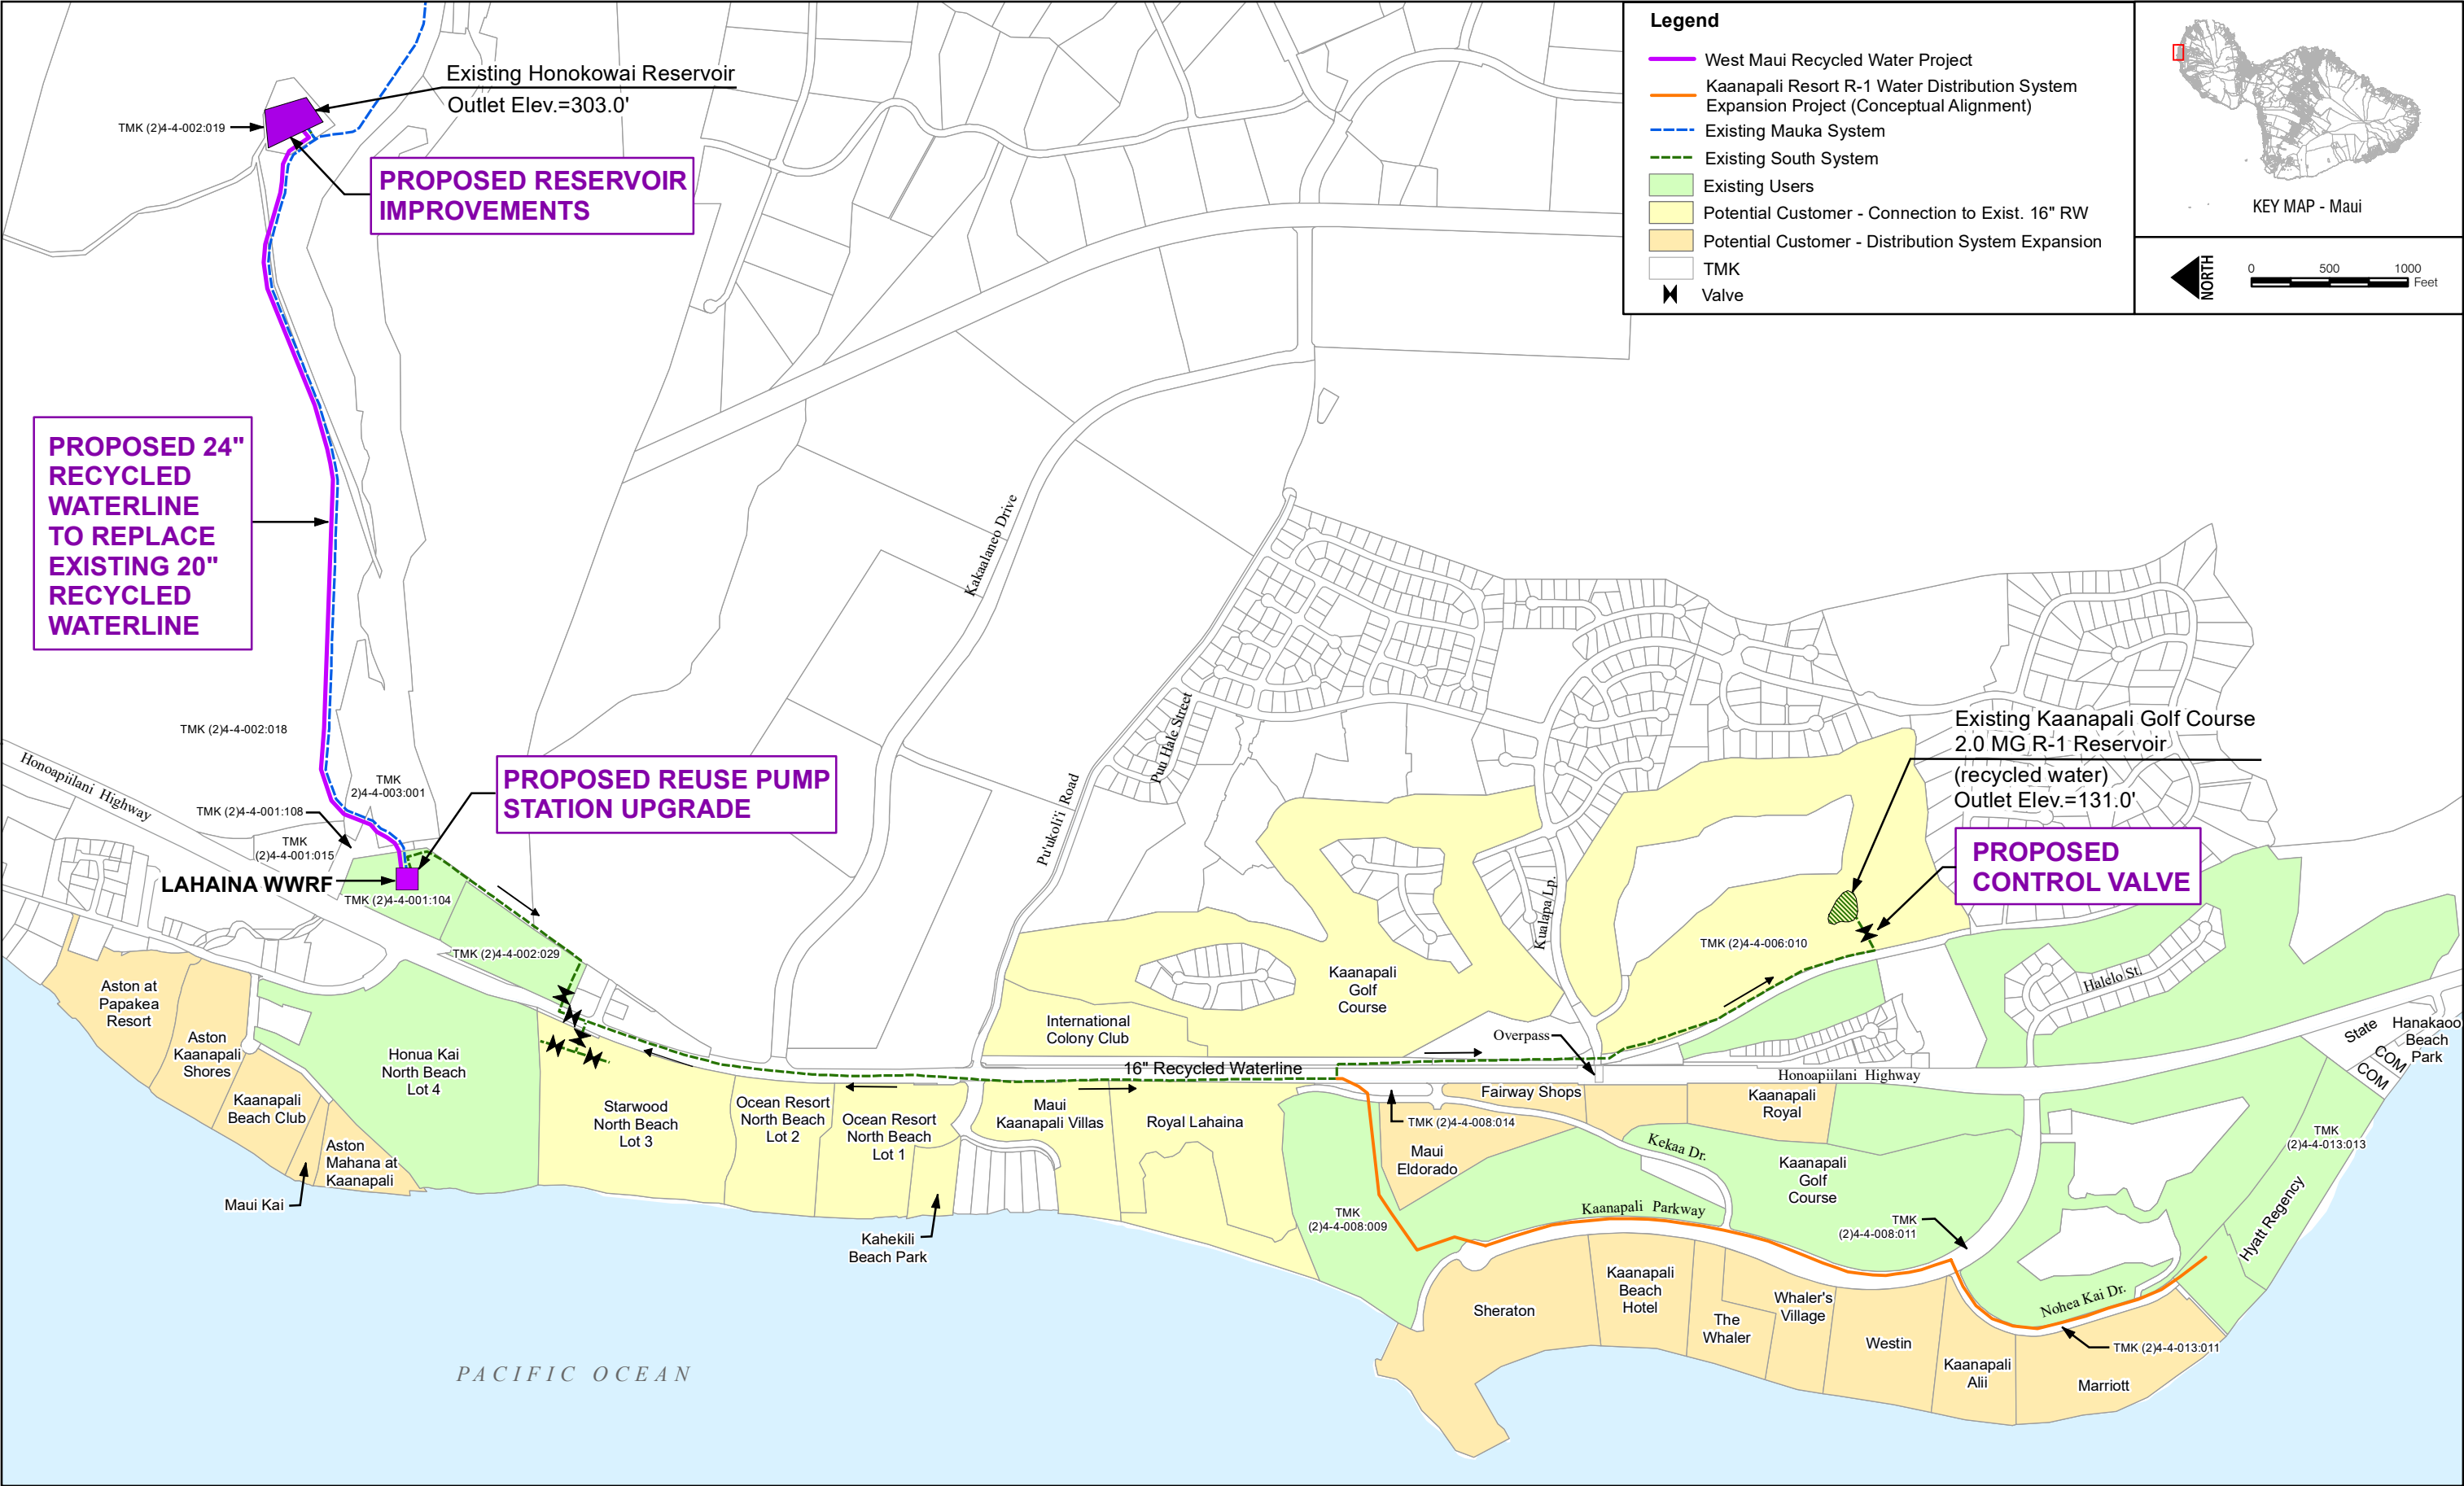 Existing Honokowai Reservoir
Outlet Elev.=303.0'
TMK (2)4-4-002:019
PROPOSED RESERVOIR
IMPROVEMENTS
Legend
West Maui Recycled Water Project
Kaanapali Resort R-1 Water Distribution System
Expansion Project (Conceptual Alignment)
Existing Mauka System
Existing South System
Existing Users
Potential Customer - Connection to Exist. 16" RW
Potential Customer - Distribution System Expansion
TMK
Valve
KEY MAP - Maui
NORTH
0 500 1000
Feet
PROPOSED 24"
RECYCLED
WATERLINE
TO REPLACE
EXISTING 20"
RECYCLED
WATERLINE
Kakaalaneo Drive
Puu Hale Street
Pu'ukoli'i Road
TMK (2)4-4-002:018
Honoapiilani Highway
TMK
2)4-4-003:001
TMK (2)4-4-001:108
TMK
(2)4-4-001:015
PROPOSED REUSE PUMP
STATION UPGRADE
LAHAINA WWRF
TMK (2)4-4-001:104
TMK (2)4-4-002:029
Existing Kaanapali Golf Course
2.0 MG R-1 Reservoir
(recycled water)
Outlet Elev.=131.0'
PROPOSED
CONTROL VALVE
Kualapa Lp.
TMK (2)4-4-006:010
Kaanapali
Golf
Course
International
Colony Club
Overpass
Halelo St.
State
COM
COM
Hanakaoo
Beach
Park
16" Recycled Waterline
Honoapiilani Highway
Aston at
Papakea
Resort
Aston
Kaanapali
Shores
Kaanapali
Beach Club
Aston
Mahana at
Kaanapali
Maui Kai
Honua Kai
North Beach
Lot 4
Starwood
North Beach
Lot 3
Ocean Resort
North Beach
Lot 2
Ocean Resort
North Beach
Lot 1
Kahekili
Beach Park
Maui
Kaanapali Villas
Royal Lahaina
TMK
(2)4-4-008:009
TMK (2)4-4-008:014
Maui
Eldorado
Fairway Shops
Kaanapali
Royal
Kekaa Dr.
Kaanapali
Golf
Course
Kaanapali Parkway
TMK
(2)4-4-008:011
TMK
(2)4-4-013:013
Hyatt Regency
Nohea Kai Dr.
TMK (2)4-4-013:011
Sheraton
Kaanapali
Beach
Hotel
The
Whaler
Whaler's
Village
Westin
Kaanapali
Alii
Marriott
PACIFIC OCEAN